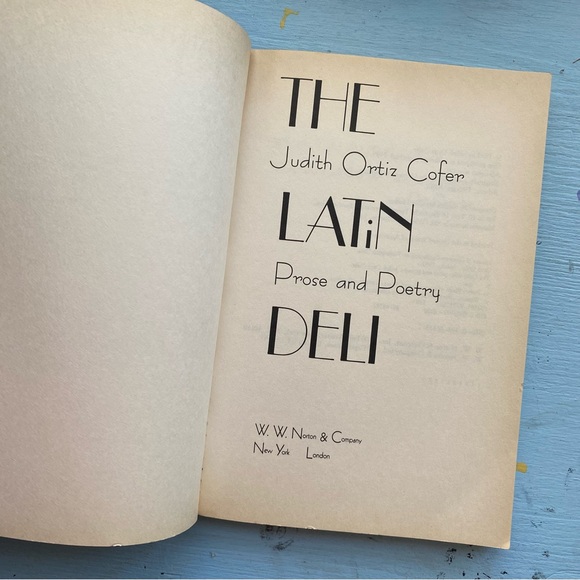 THE
Judith Ortiz Cofer
LATiN
Prose and Poetry
DELI
W. W. Norton & Company
New York London